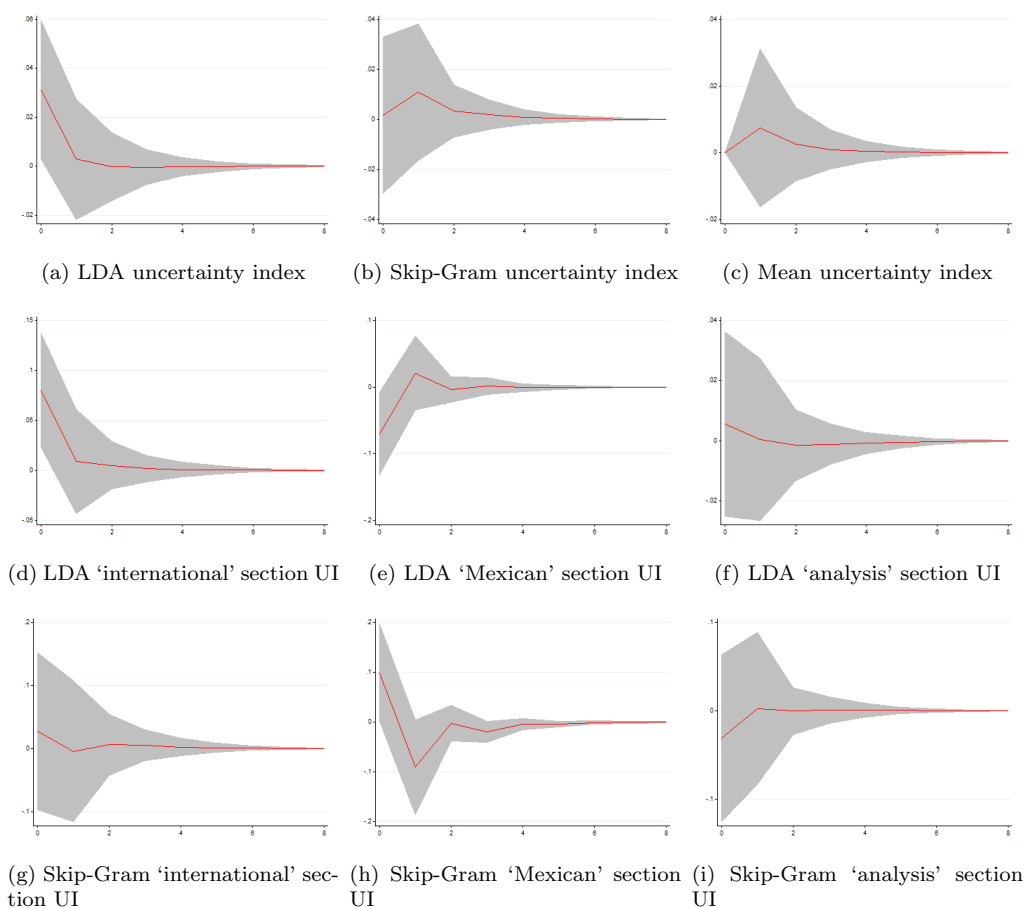 .06
.04
.02
0
-.02
0 2 4 6 8
.04
.02
0
-.02
-.04
0 2 4 6 8
.04
.02
0
-.02
0 2 4 6 8
(a) LDA uncertainty index
(b) Skip-Gram uncertainty index
(c) Mean uncertainty index
.15
.1
.05
0
-.05
0 2 4 6 8
.1
0
-.1
-.2
0 2 4 6 8
.04
.02
0
-.02
0 2 4 6 8
(d) LDA ‘international’ section UI
(e) LDA ‘Mexican’ section UI
(f) LDA ‘analysis’ section UI
.2
.1
0
-.1
0 2 4 6 8
.2
.1
0
-.1
-.2
0 2 4 6 8
.1
0
-.1
0 2 4 6 8
(g) Skip-Gram ‘international’ sec-
tion UI
(h) Skip-Gram ‘Mexican’ section
UI
(i) Skip-Gram ‘analysis’ section
UI